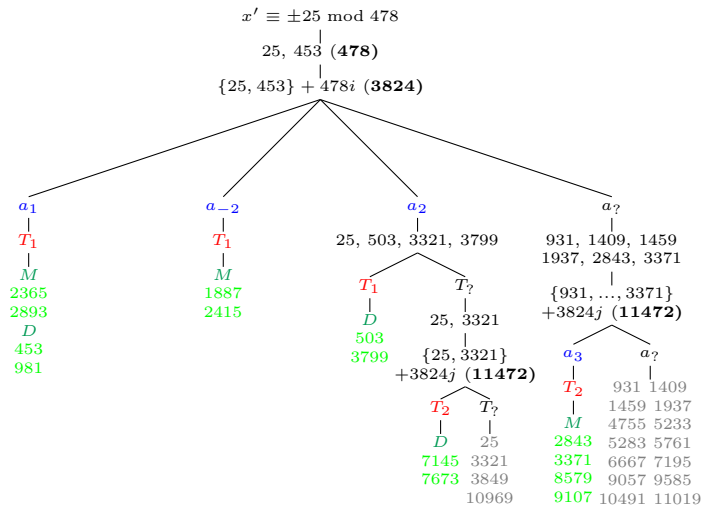 x′ ≡ ±25 mod 478
25, 453 (478)
{25, 453} + 478i (3824)
a₁ a₋₂ a₂ a?
T₁ T₁ 25, 503, 3321, 3799 931, 1409, 1459
1937, 2843, 3371
M M T₁ T?
2365 1887 {931, ..., 3371}
2893 2415 D 25, 3321 +3824j (11472)
D 503
453 3799 {25, 3321} a₃ a?
981 +3824j (11472)
T₂ 931 1409
T₂ T? 1459 1937
M 4755 5233
D 25 2843 5283 5761
7145 3321 3371 6667 7195
7673 3849 8579 9057 9585
10969 9107 10491 11019